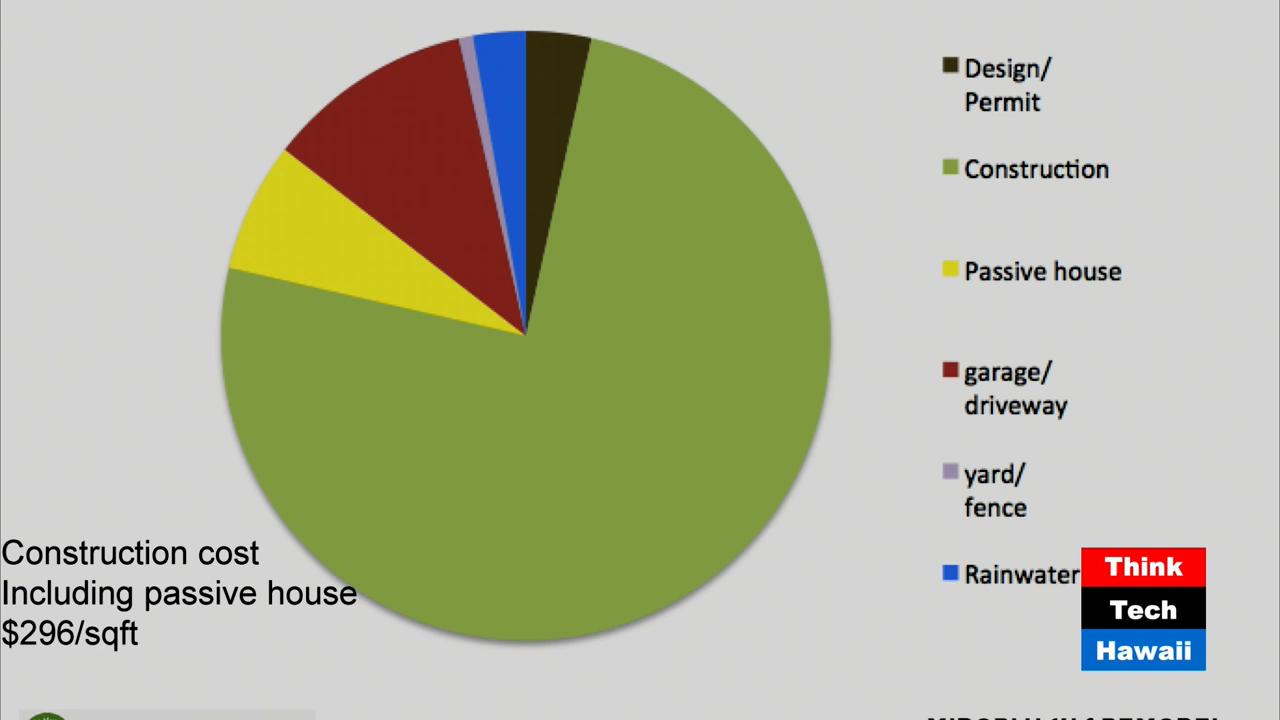 Design/
Permit
Construction
Passive house
garage/
driveway
yard/
fence
Rainwater
Construction cost
Including passive house
$296/sqft
Think
Tech
Hawaii